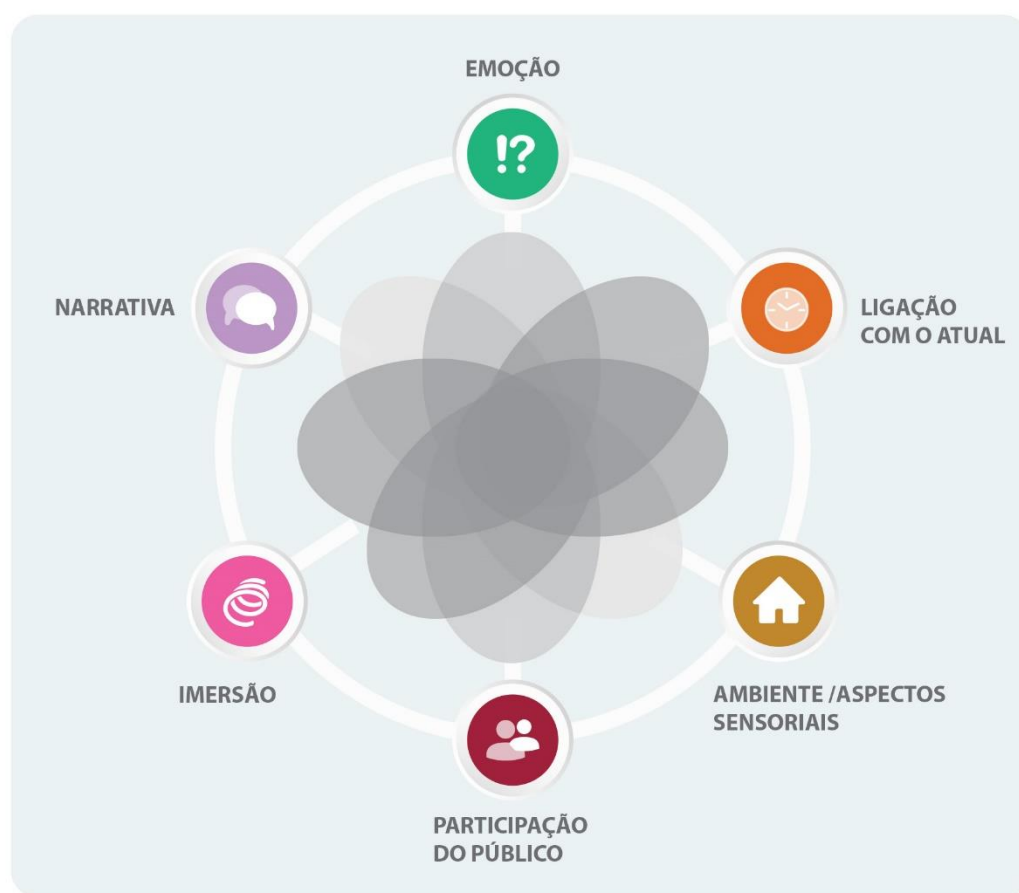 EMOÇÃO
!?
NARRATIVA
LIGAÇÃO
COM O ATUAL
IMERSÃO
AMBIENTE /ASPECTOS
SENSORIAIS
PARTICIPAÇÃO
DO PÚBLICO